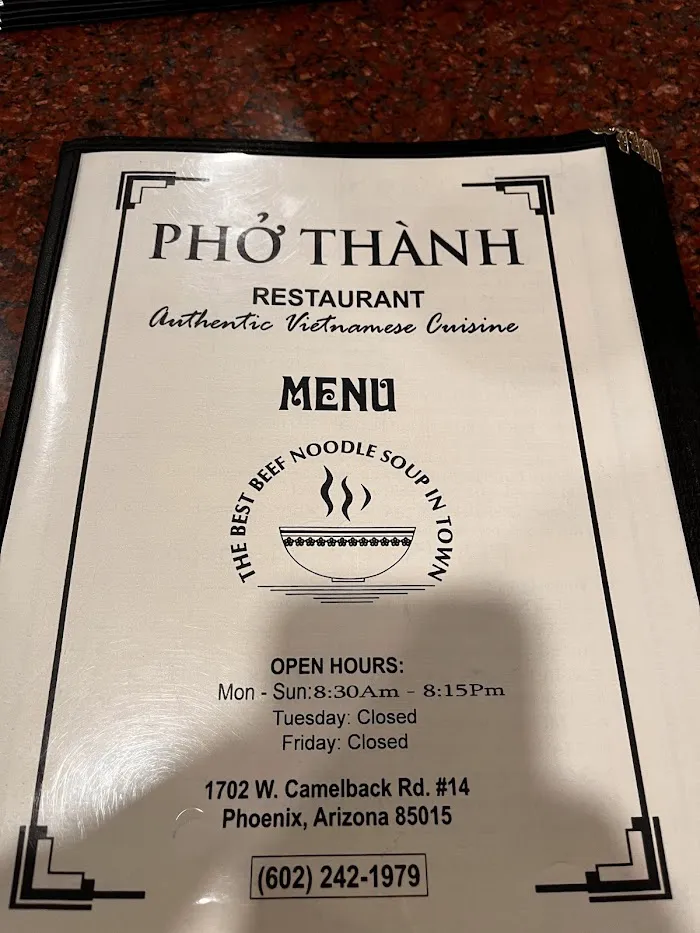 PHỞ THÀNH
RESTAURANT
Authentic Vietnamese Cuisine
MENU
THE BEST BEEF NOODLE SOUP IN TOWN
OPEN HOURS:
Mon - Sun:8:30Am - 8:15Pm
Tuesday: Closed
Friday: Closed
1702 W. Camelback Rd. #14
Phoenix, Arizona 85015
(602) 242-1979